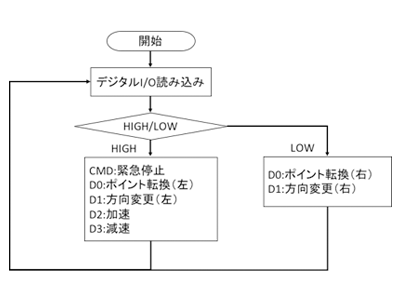 開始
デジタルI/O読み込み
HIGH/LOW
HIGH
LOW
CMD:緊急停止
D0:ポイント転換（左）
D1:方向変更（左）
D2:加速
D3:減速
D0:ポイント転換（右）
D1:方向変更（右）